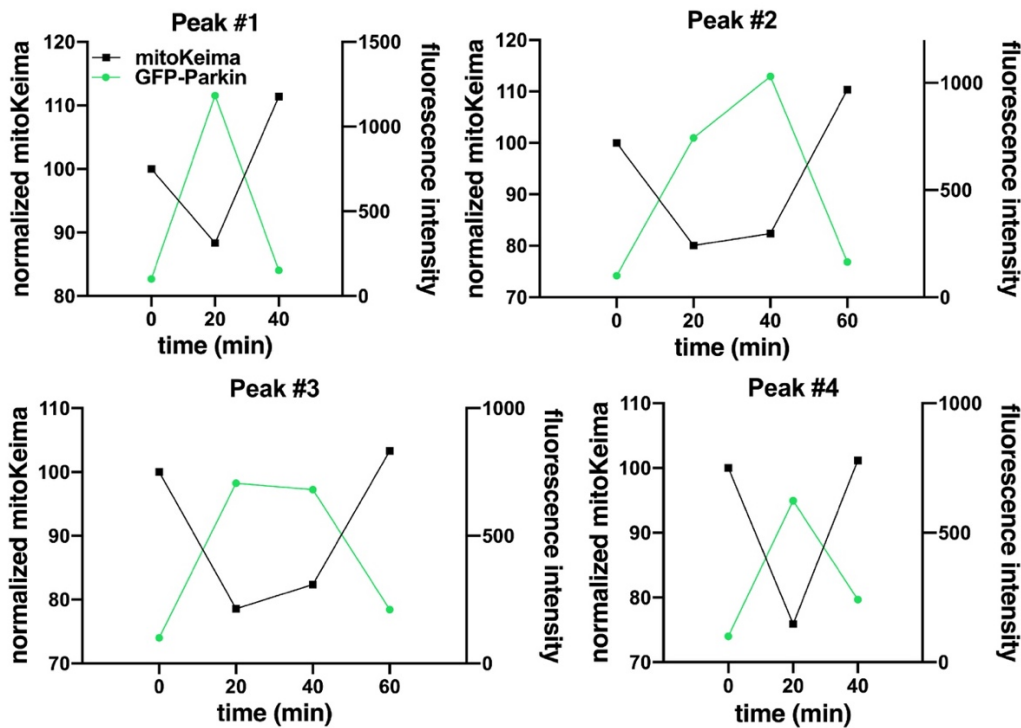 Peak #1
normalized mitoKeima
120
110
100
90
80
mitoKeima
GFP-Parkin
1500
1000
500
0
fluorescence intensity
0 20 40
time (min)
Peak #2
normalized mitoKeima
120
110
100
90
80
70
1000
500
0
fluorescence intensity
0 20 40 60
time (min)
Peak #3
normalized mitoKeima
110
100
90
80
70
1000
500
0
fluorescence intensity
0 20 40 60
time (min)
Peak #4
normalized mitoKeima
110
100
90
80
70
1000
500
0
fluorescence intensity
0 20 40
time (min)